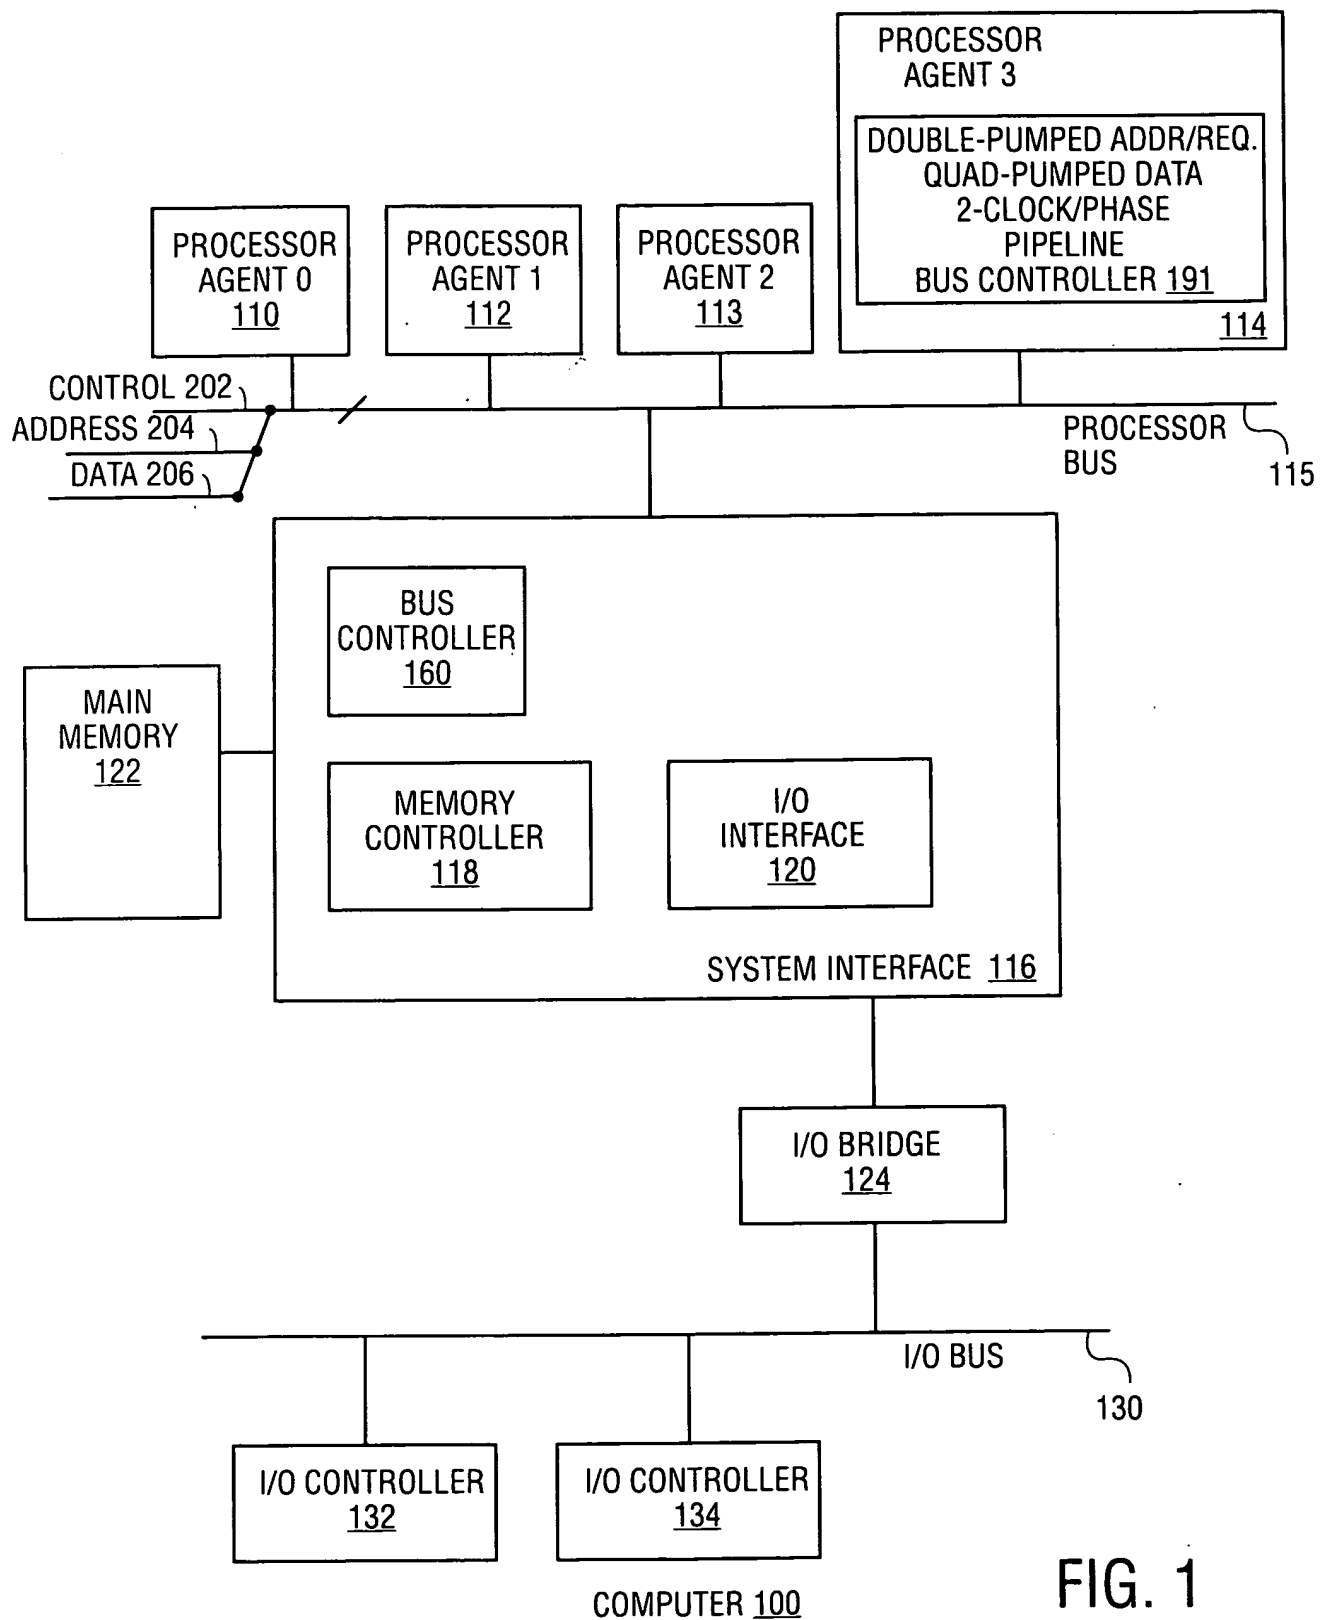 PROCESSOR
AGENT 3
DOUBLE-PUMPED ADDR/REQ.
QUAD-PUMPED DATA
2-CLOCK/PHASE
PIPELINE
BUS CONTROLLER 191
114
PROCESSOR
AGENT 0
110
PROCESSOR
AGENT 1
112
PROCESSOR
AGENT 2
113
CONTROL 202
ADDRESS 204
DATA 206
PROCESSOR
BUS
115
BUS
CONTROLLER
160
MAIN
MEMORY
122
MEMORY
CONTROLLER
118
I/O
INTERFACE
120
SYSTEM INTERFACE 116
I/O BRIDGE
124
I/O BUS
130
I/O CONTROLLER
132
I/O CONTROLLER
134
COMPUTER 100
FIG. 1